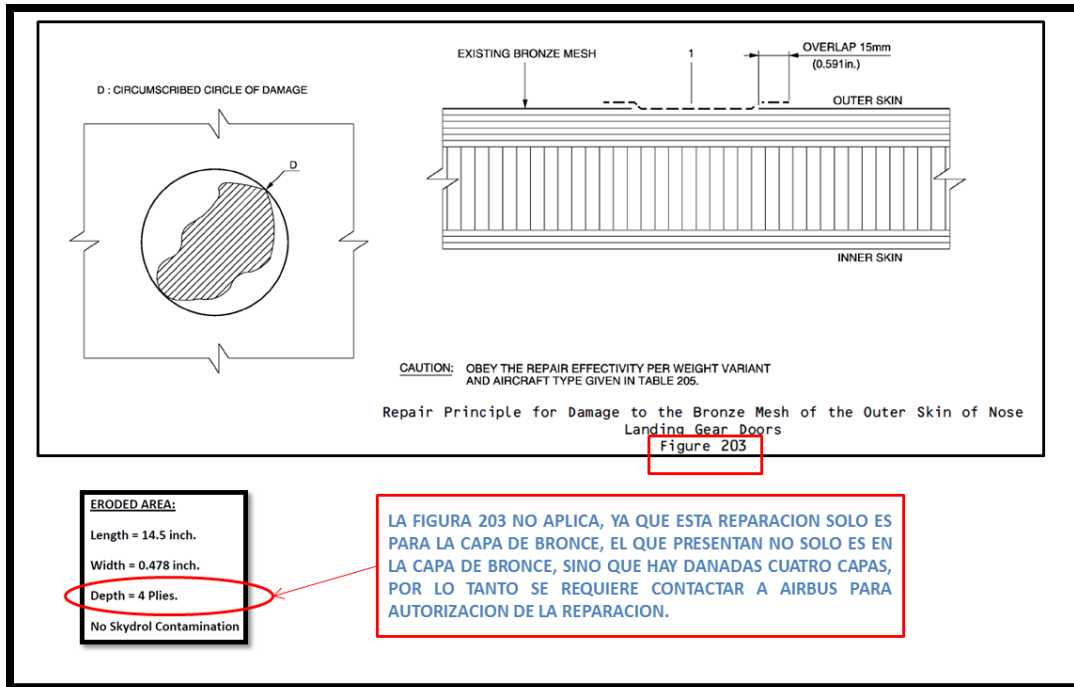 EXISTING BRONZE MESH
1
OVERLAP 15mm
(0.591in.)
D : CIRCUMSCRIBED CIRCLE OF DAMAGE
OUTER SKIN
D
INNER SKIN
CAUTION: OBEY THE REPAIR EFFECTIVITY PER WEIGHT VARIANT
AND AIRCRAFT TYPE GIVEN IN TABLE 205.
Repair Principle for Damage to the Bronze Mesh of the Outer Skin of Nose
Landing Gear Doors
Figure 203
ERODED AREA:
Length = 14.5 inch.
Width = 0.478 inch.
Depth = 4 Plies.
No Skydrol Contamination
LA FIGURA 203 NO APLICA, YA QUE ESTA REPARACION SOLO ES
PARA LA CAPA DE BRONCE, EL QUE PRESENTAN NO SOLO ES EN
LA CAPA DE BRONCE, SINO QUE HAY DANADAS CUATRO CAPAS,
POR LO TANTO SE REQUIERE CONTACTAR A AIRBUS PARA
AUTORIZACION DE LA REPARACION.